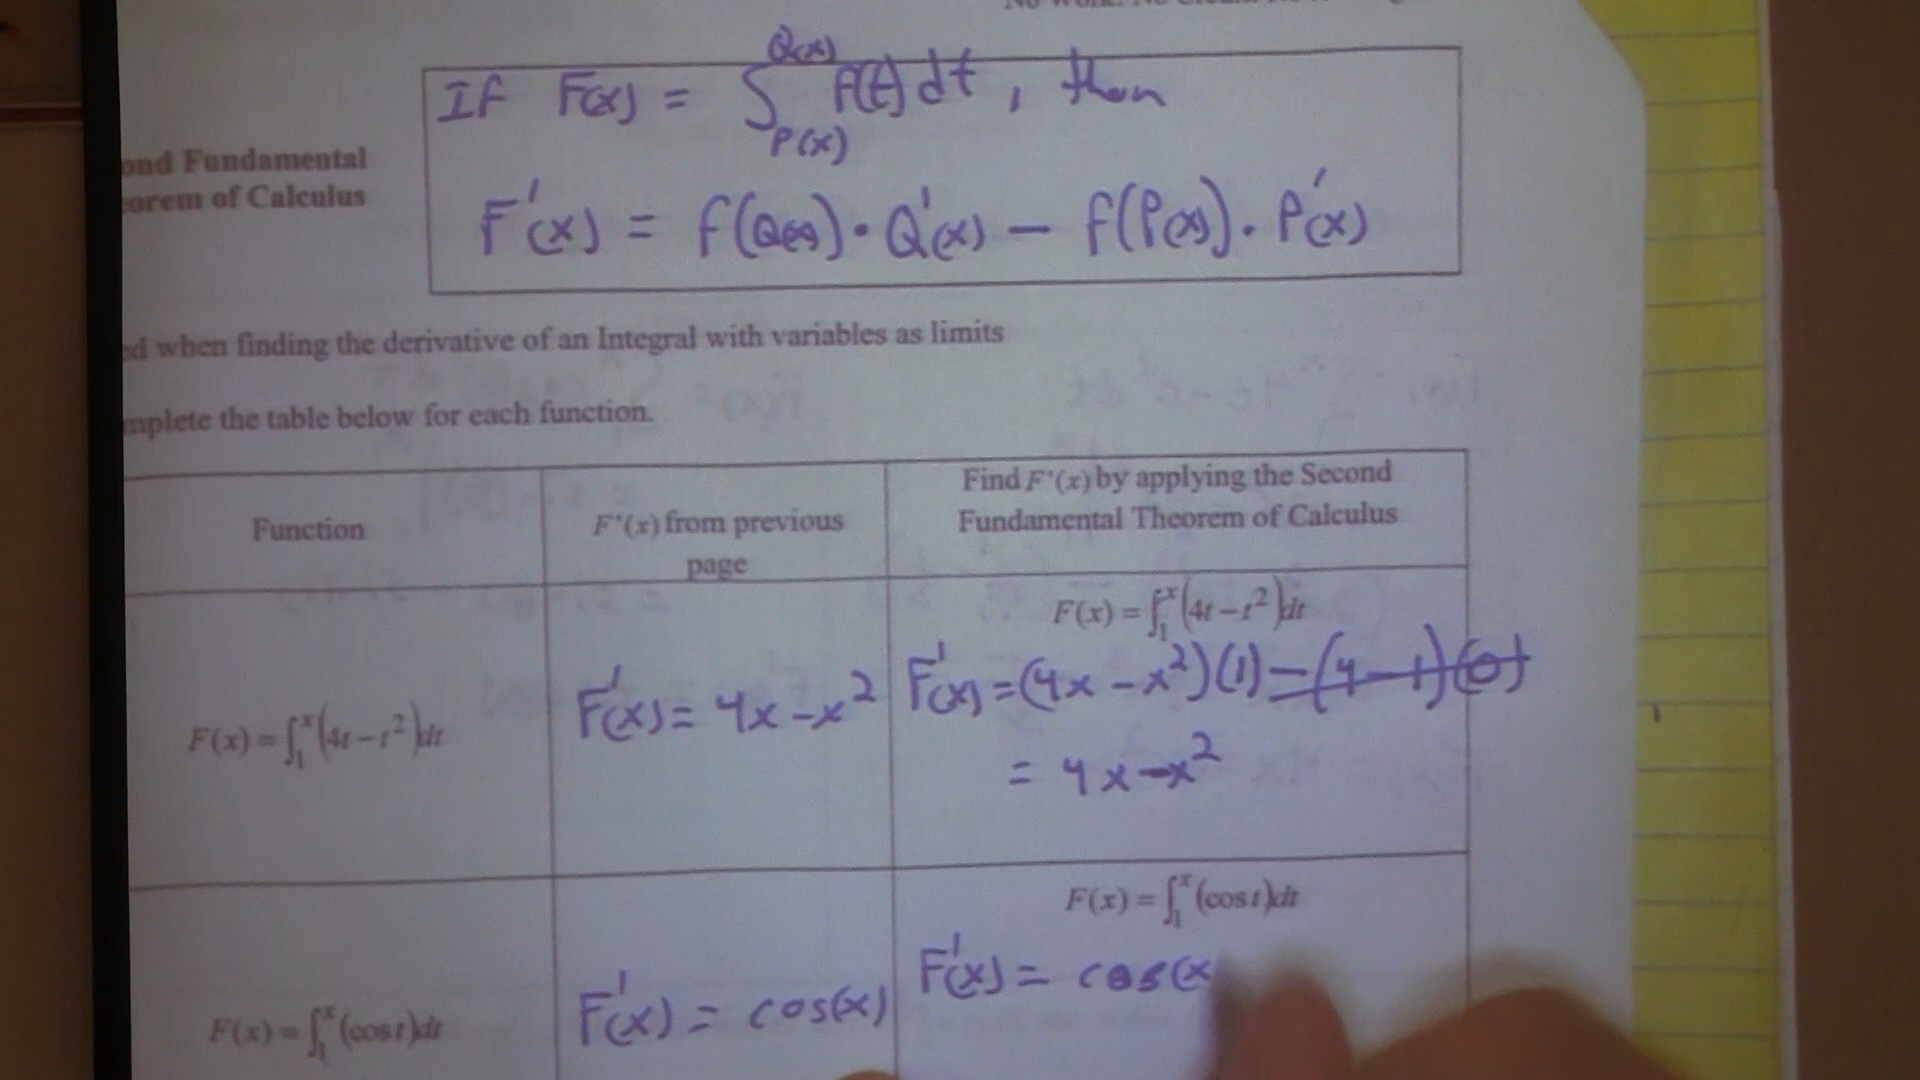 If F(x) = ∫_{P(x)}^{Q(x)} f(t) dt, then
ond Fundamental
orem of Calculus
F'(x) = f(Q(x)) · Q'(x) − f(P(x)) · P'(x)
ed when finding the derivative of an Integral with variables as limits
mplete the table below for each function.
Function
F'(x) from previous page
Find F'(x) by applying the Second
Fundamental Theorem of Calculus
F(x) = ∫_1^x (4t − t²)dt
F'(x) = 4x − x²
F(x) = ∫_1^x (4t − t²)dt
F'(x) = (4x − x²)(1) − (4 − 1)(0)
= 4x − x²
F(x) = ∫_1^x (cos t)dt
F'(x) = cos(x)
F(x) = ∫_1^x (cos t)dt
F'(x) = cos(x